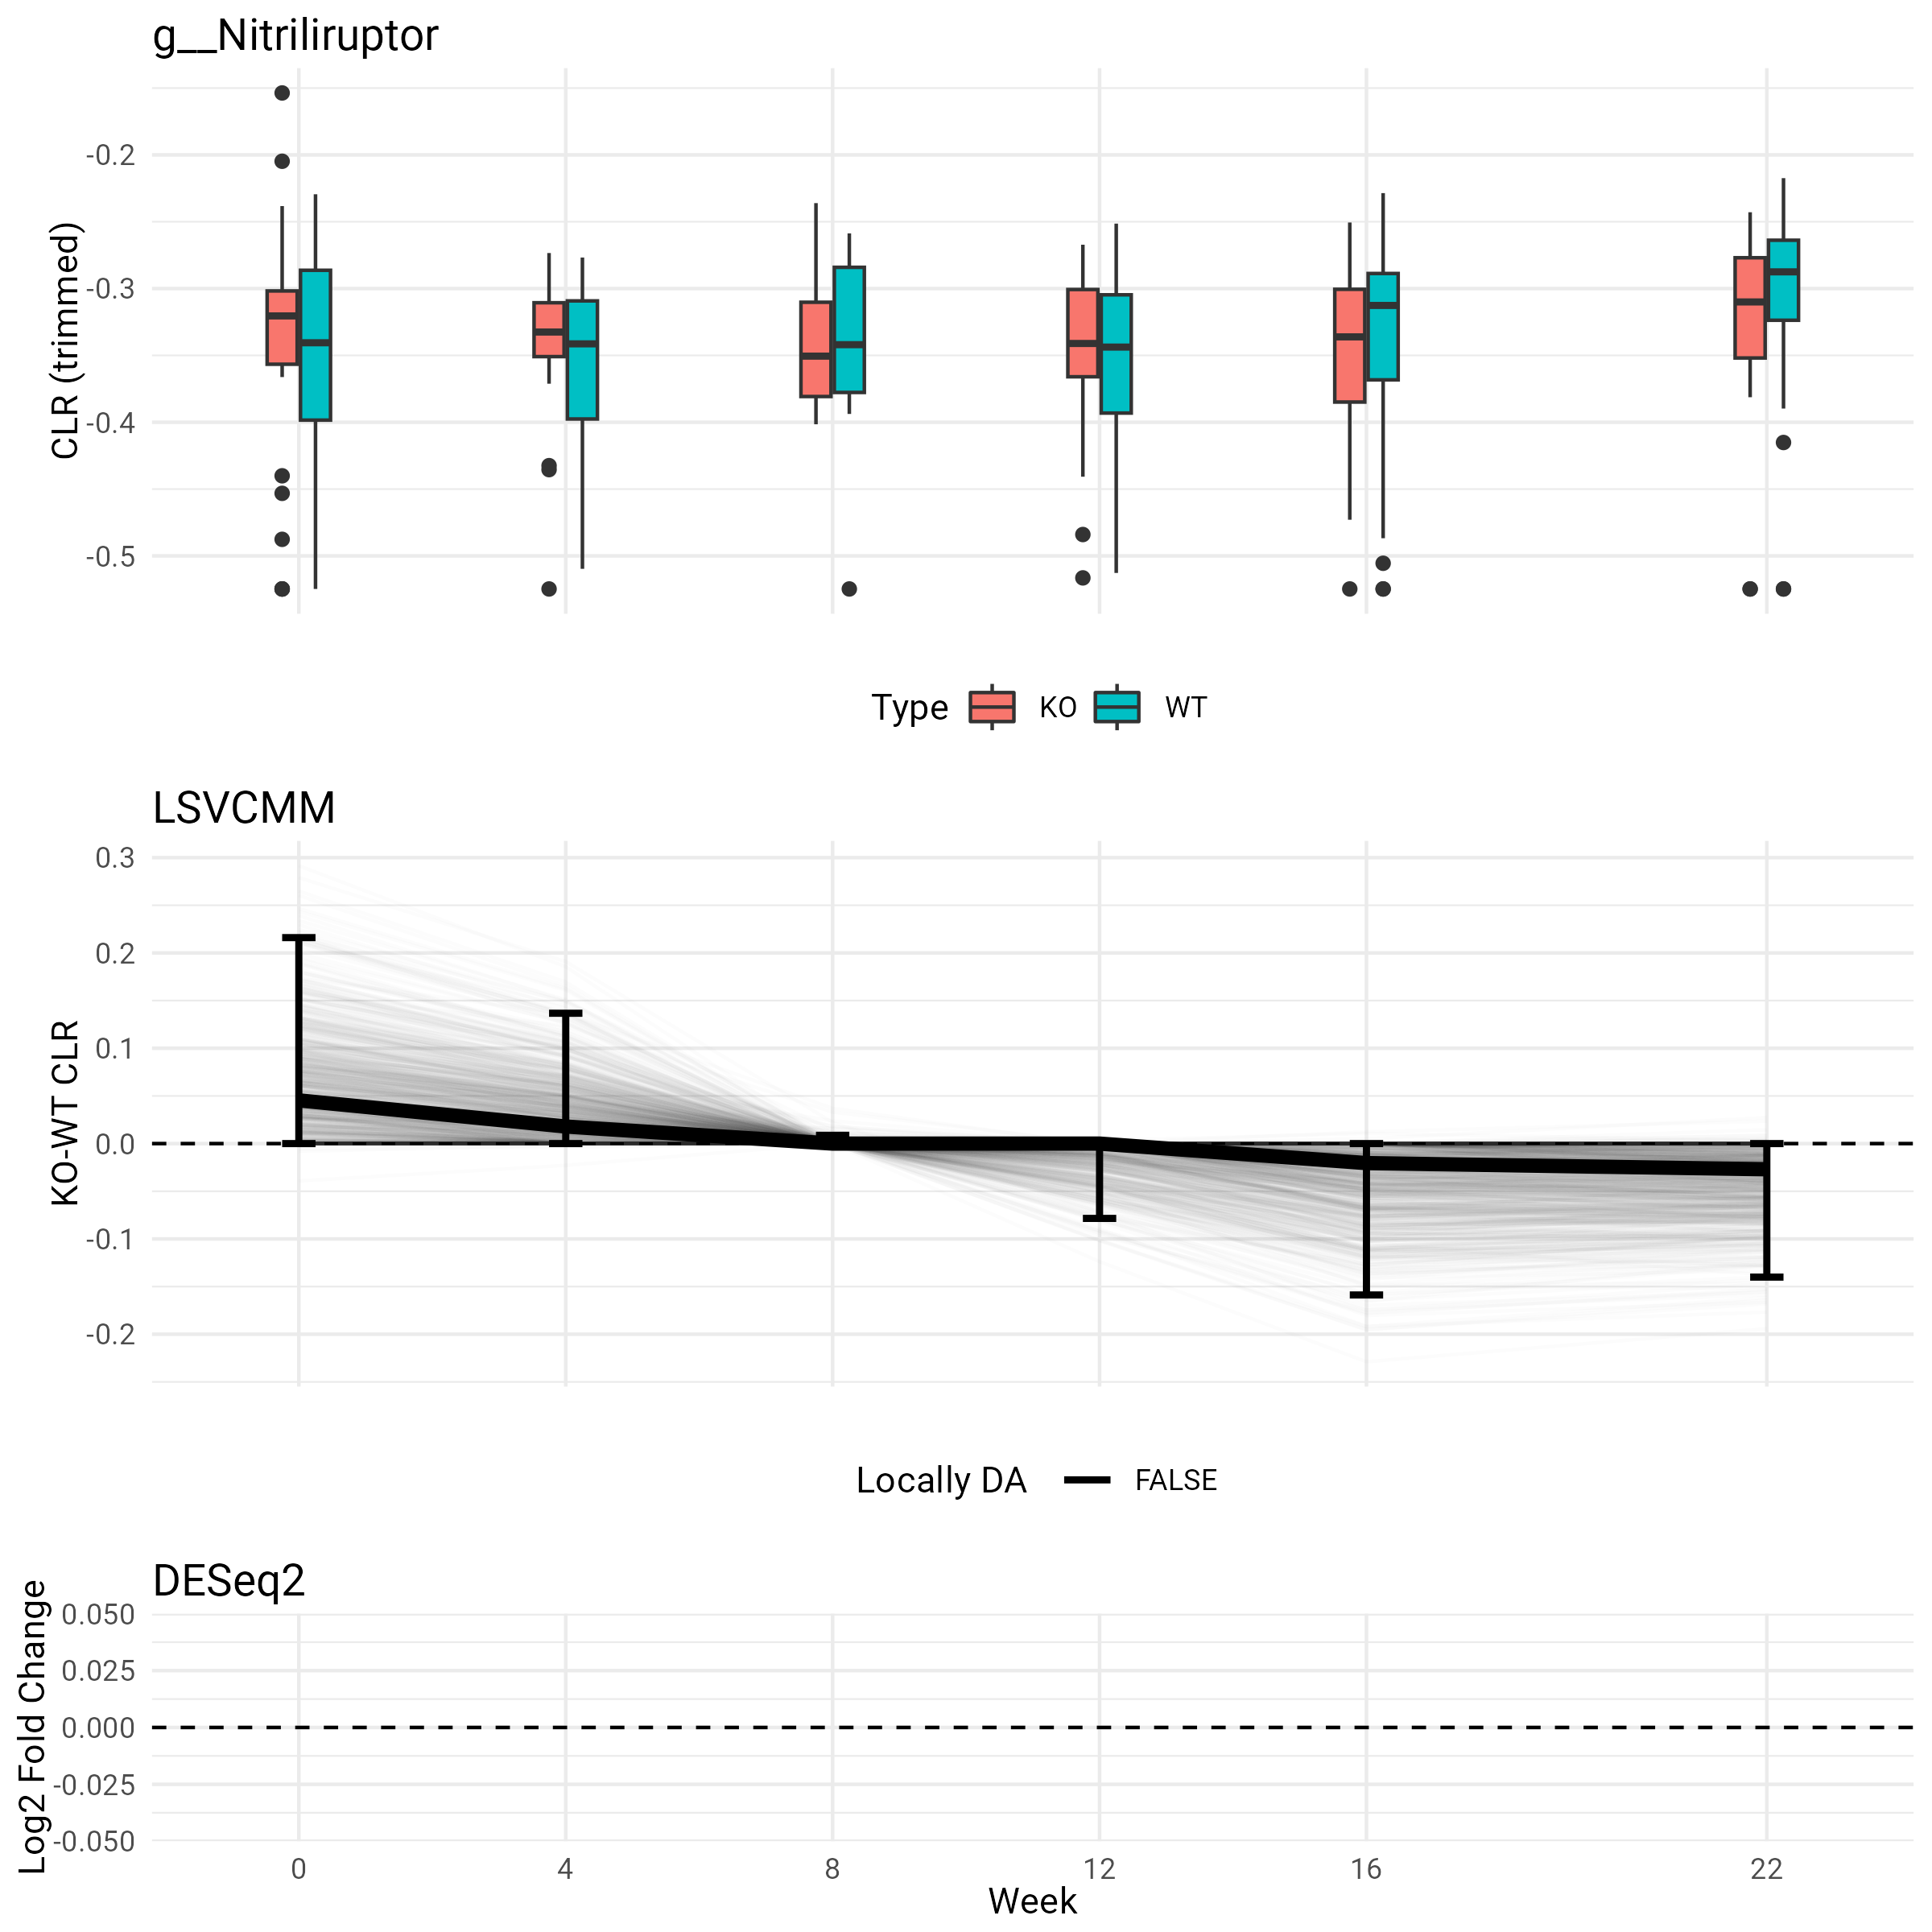 g__Nitriliruptor
CLR (trimmed)
-0.2
-0.3
-0.4
-0.5
Type KO WT
LSVCMM
KO-WT CLR
0.3
0.2
0.1
0.0
-0.1
-0.2
Locally DA FALSE
DESeq2
Log2 Fold Change
0.050
0.025
0.000
-0.025
-0.050
0 4 8 12 16 22
Week